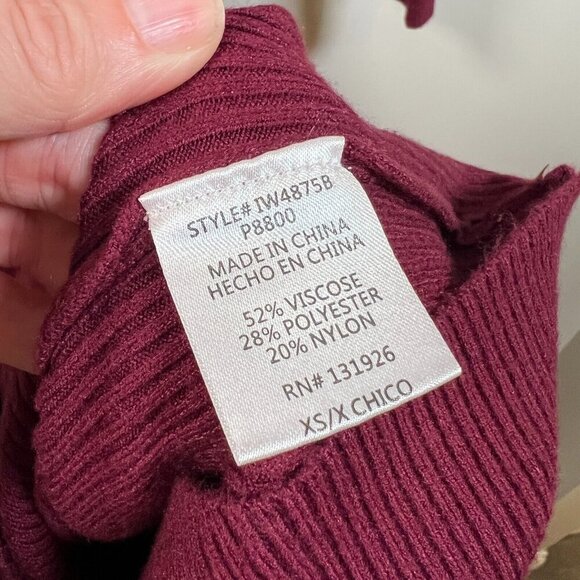 STYLE# IW4875B
P8800
MADE IN CHINA
HECHO EN CHINA
52% VISCOSE
28% POLYESTER
20% NYLON
RN# 131926
XS/X CHICO